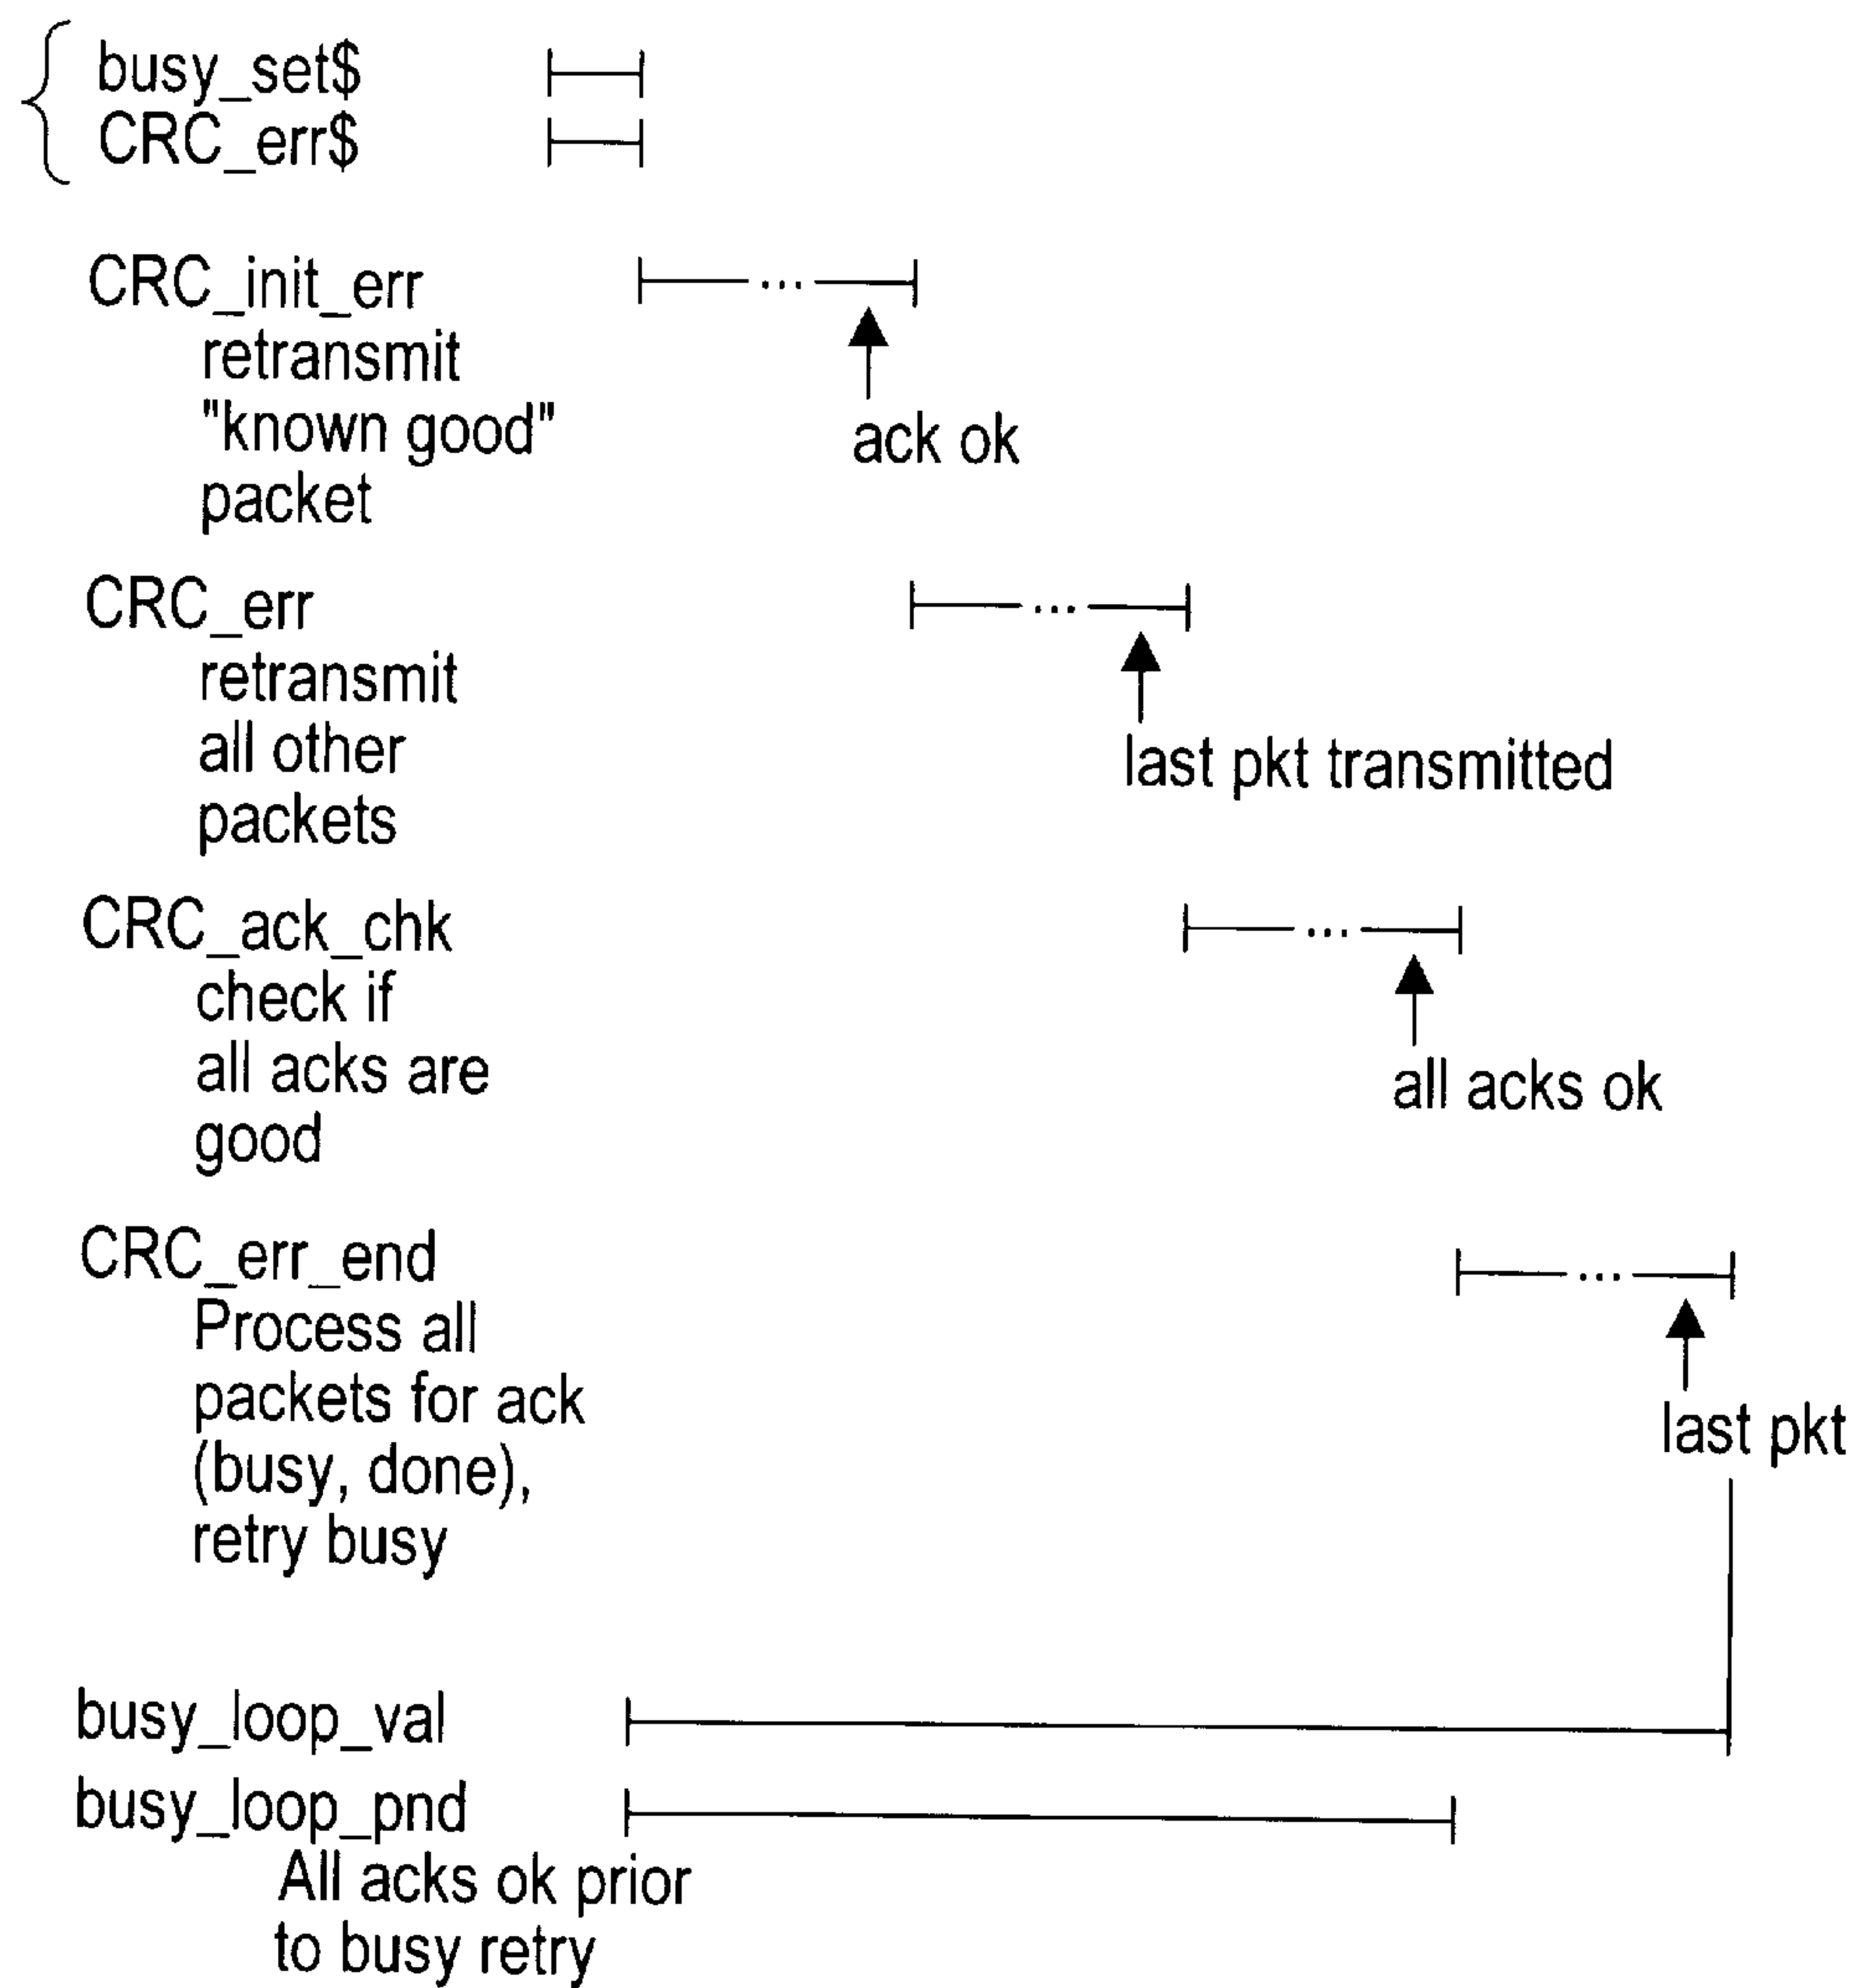 busy_set$
CRC_err$
CRC_init_err
retransmit
"known good"
packet
ack ok
CRC_err
retransmit
all other
packets
last pkt transmitted
CRC_ack_chk
check if
all acks are
good
all acks ok
CRC_err_end
Process all
packets for ack
(busy, done),
retry busy
last pkt
busy_loop_val
busy_loop_pnd
All acks ok prior
to busy retry